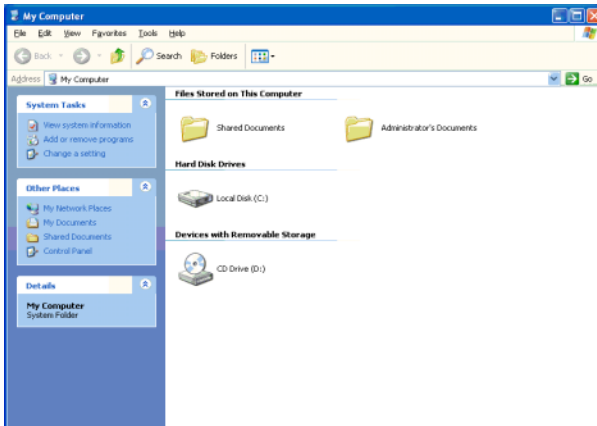 My Computer
File Edit View Favorites Tools Help
Back Search Folders
Address My Computer Go
System Tasks
View system information
Add or remove programs
Change a setting
Other Places
My Network Places
My Documents
Shared Documents
Control Panel
Details
My Computer
System Folder
Files Stored on This Computer
Shared Documents Administrator's Documents
Hard Disk Drives
Local Disk (C:)
Devices with Removable Storage
CD Drive (D:)